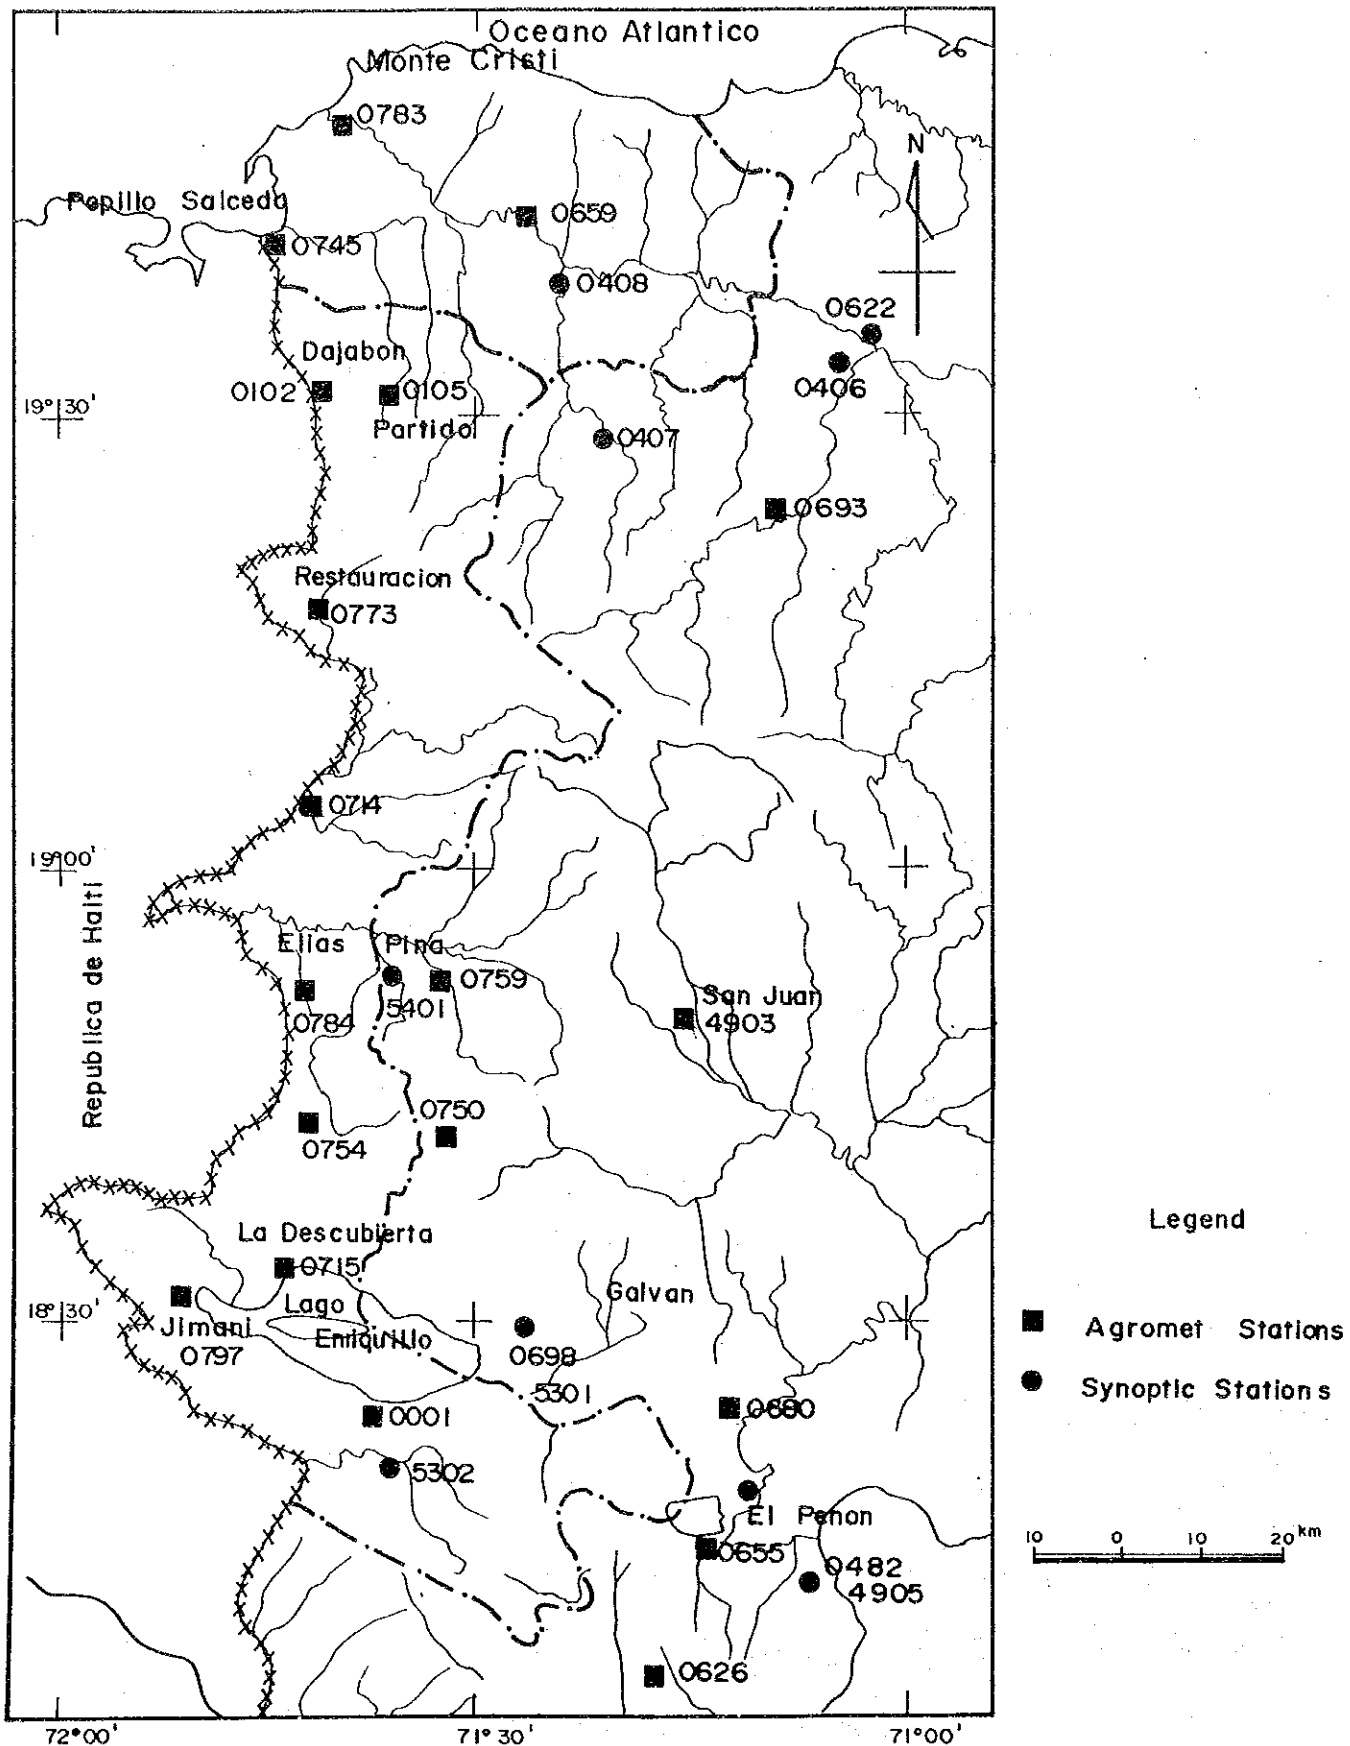 Oceano Atlantico
Monte Cristi
0783
N
Pepillo Salcedo
0659
0745
0408
0622
Dajabon
0406
0102
0105
19°30'
Partido
0407
0693
Restauracion
0773
0714
19°00'
Republica de Haiti
Elias Pina
0759
5401
San Juan
4903
0784
0750
0754
Legend
La Descubierta
0715
Galvan
Lago
18°30'
Jimani
Enriquillo
Agromet Stations
0797
0698
5301
Synoptic Stations
0001
0680
5302
El Penon
10 0 10 20 km
0655
0482
4905
0626
72°00'
71°30'
71°00'